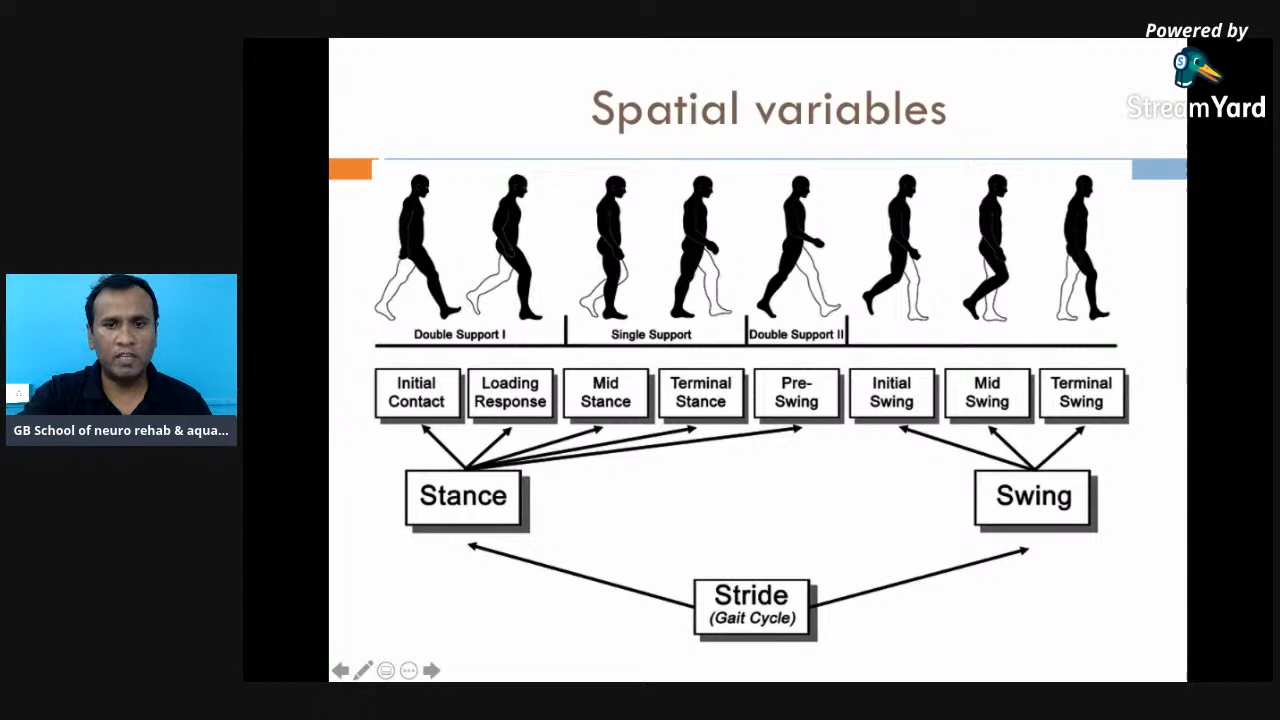 Powered by
StreamYard
Spatial variables
Double Support I
Single Support
Double Support II
Initial
Contact
Loading
Response
Mid
Stance
Terminal
Stance
Pre-
Swing
Initial
Swing
Mid
Swing
Terminal
Swing
GB School of neuro rehab & aqua...
Stance
Swing
Stride
(Gait Cycle)